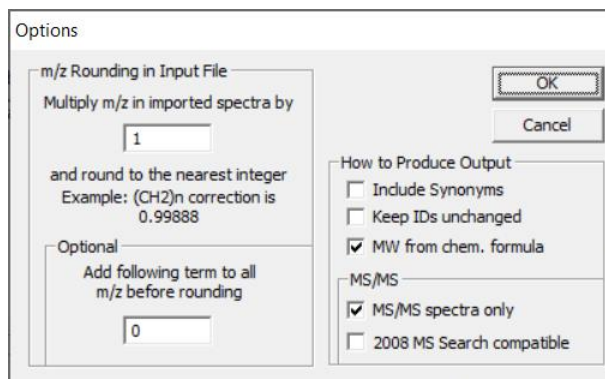 Options
m/z Rounding in Input File
Multiply m/z in imported spectra by
1
and round to the nearest integer
Example: (CH2)n correction is
0.99888
Optional
Add following term to all
m/z before rounding
0
OK
Cancel
How to Produce Output
Include Synonyms
Keep IDs unchanged
MW from chem. formula
MS/MS
MS/MS spectra only
2008 MS Search compatible